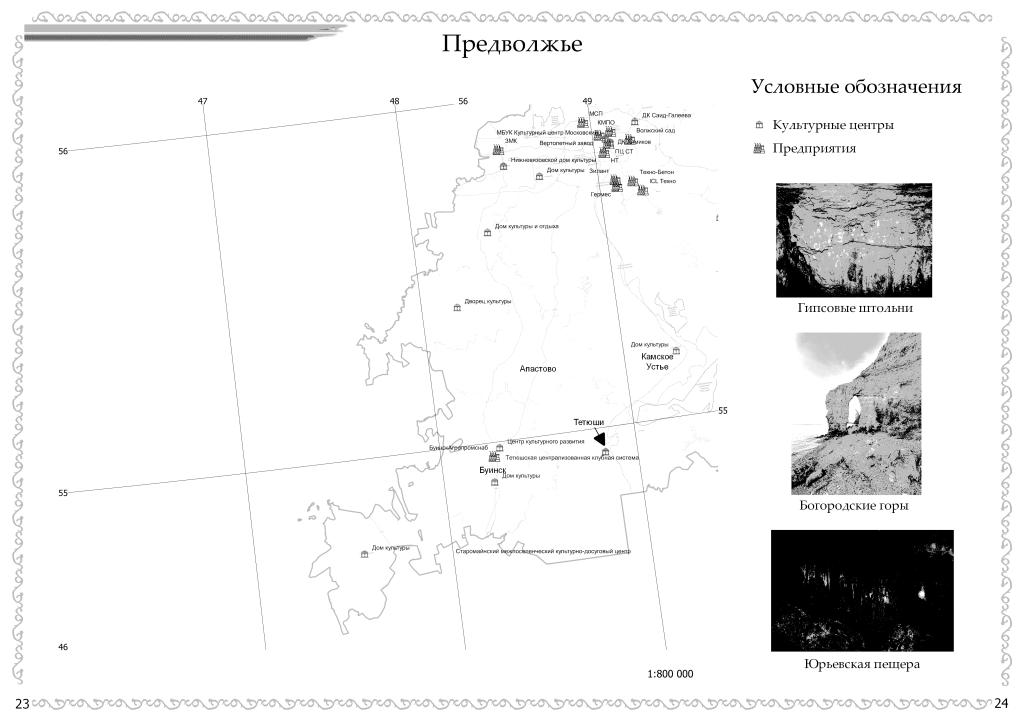 Предволжье
Условные обозначения
Культурные центры
Предприятия
47
48
56
49
МСП
ДК Саид-Галеева
КМПО
Волжский сад
МБУК Культурный центр Московский
ЗМК
Вертолетный завод
ПЦ СТ
Нижневязовской дом культуры
НТ
56
Дом культуры
Зилант
Техно-Бетон
ICL Техно
Гермес
Дом культуры и отдыха
Дворец культуры
Гипсовые штольни
Дом культуры
Камское
Устье
Апастово
55
Тетюши
Центр культурного развития
БуинскАгропромснаб
Тетюшская централизованная клубная система
Буинск
Дом культуры
55
Богородские горы
Дом культуры
Старомайнский межпоселенческий культурно-досуговый центр
46
1:800 000
Юрьевская пещера
23
24